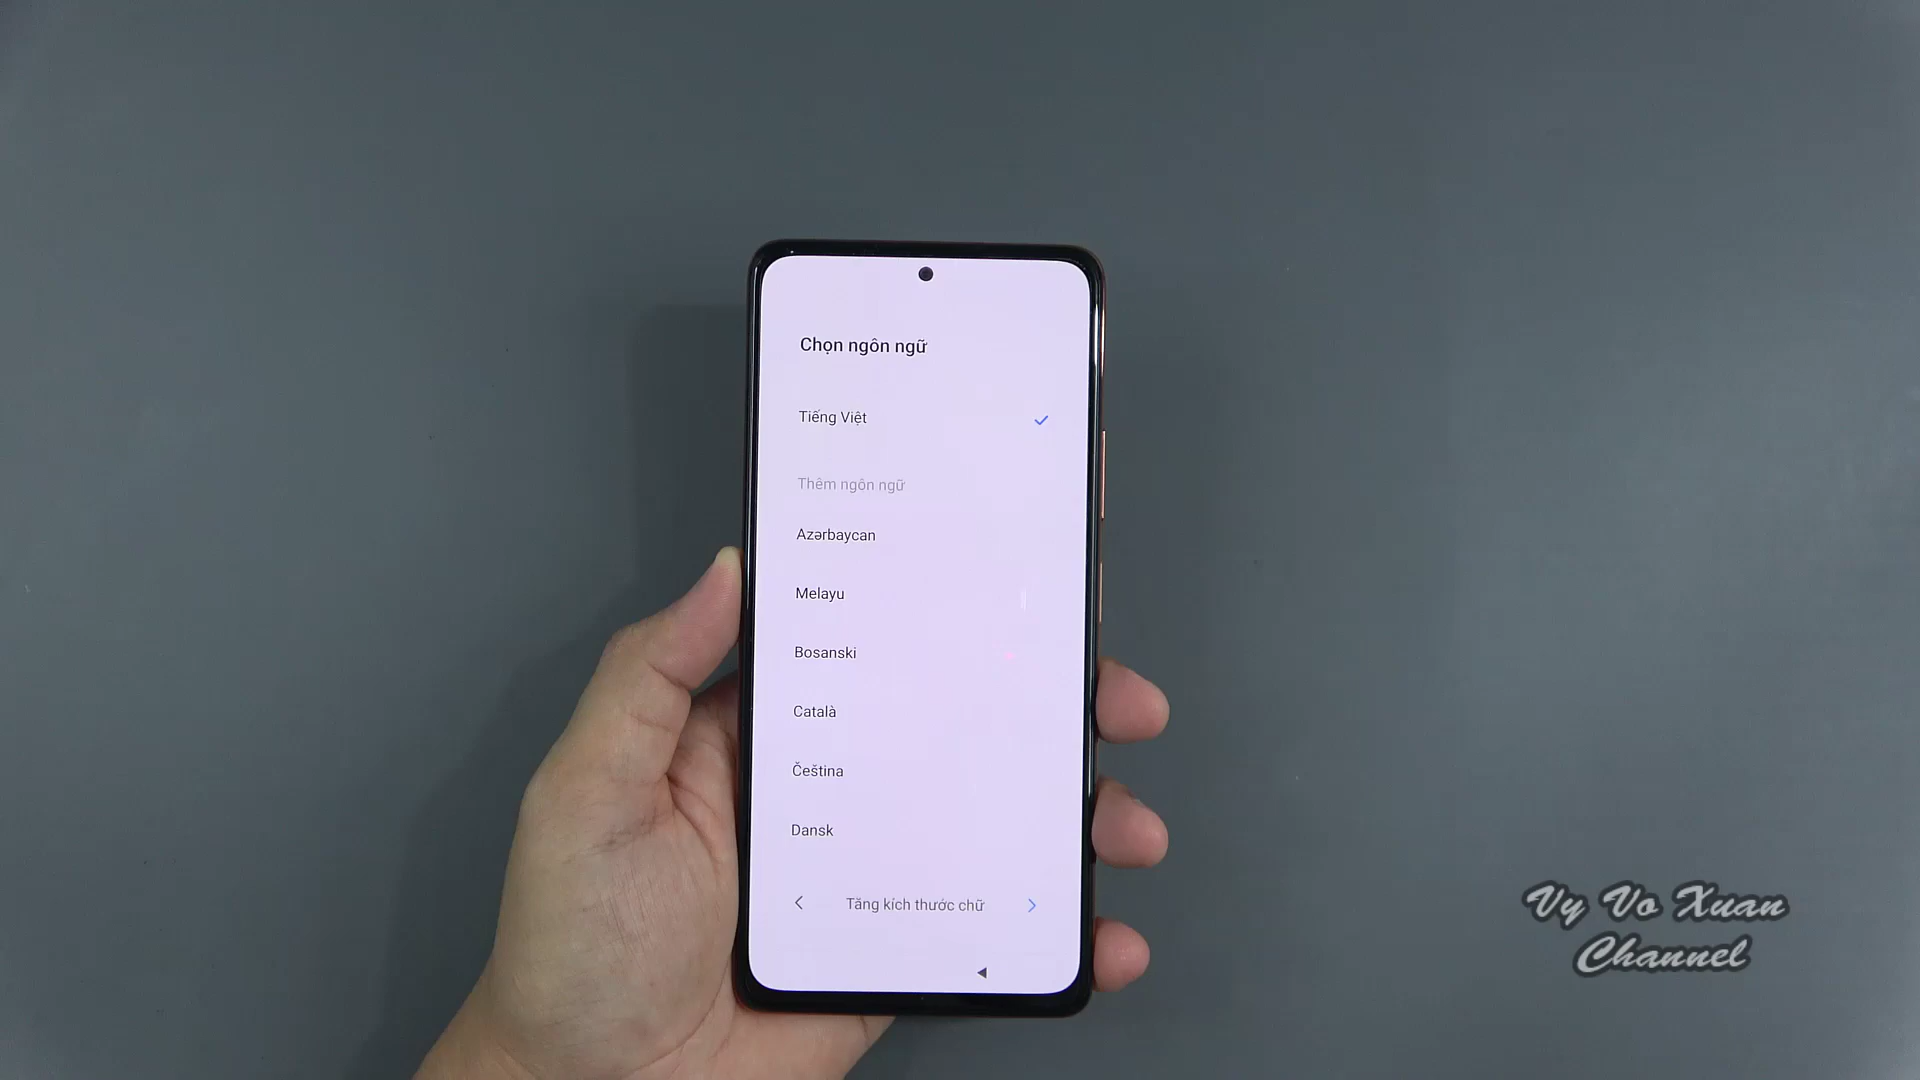 Chọn ngôn ngữ
Tiếng Việt
Thêm ngôn ngữ
Azərbaycan
Melayu
Bosanski
Català
Čeština
Dansk
Tăng kích thước chữ
Vy Vo Xuan
Channel